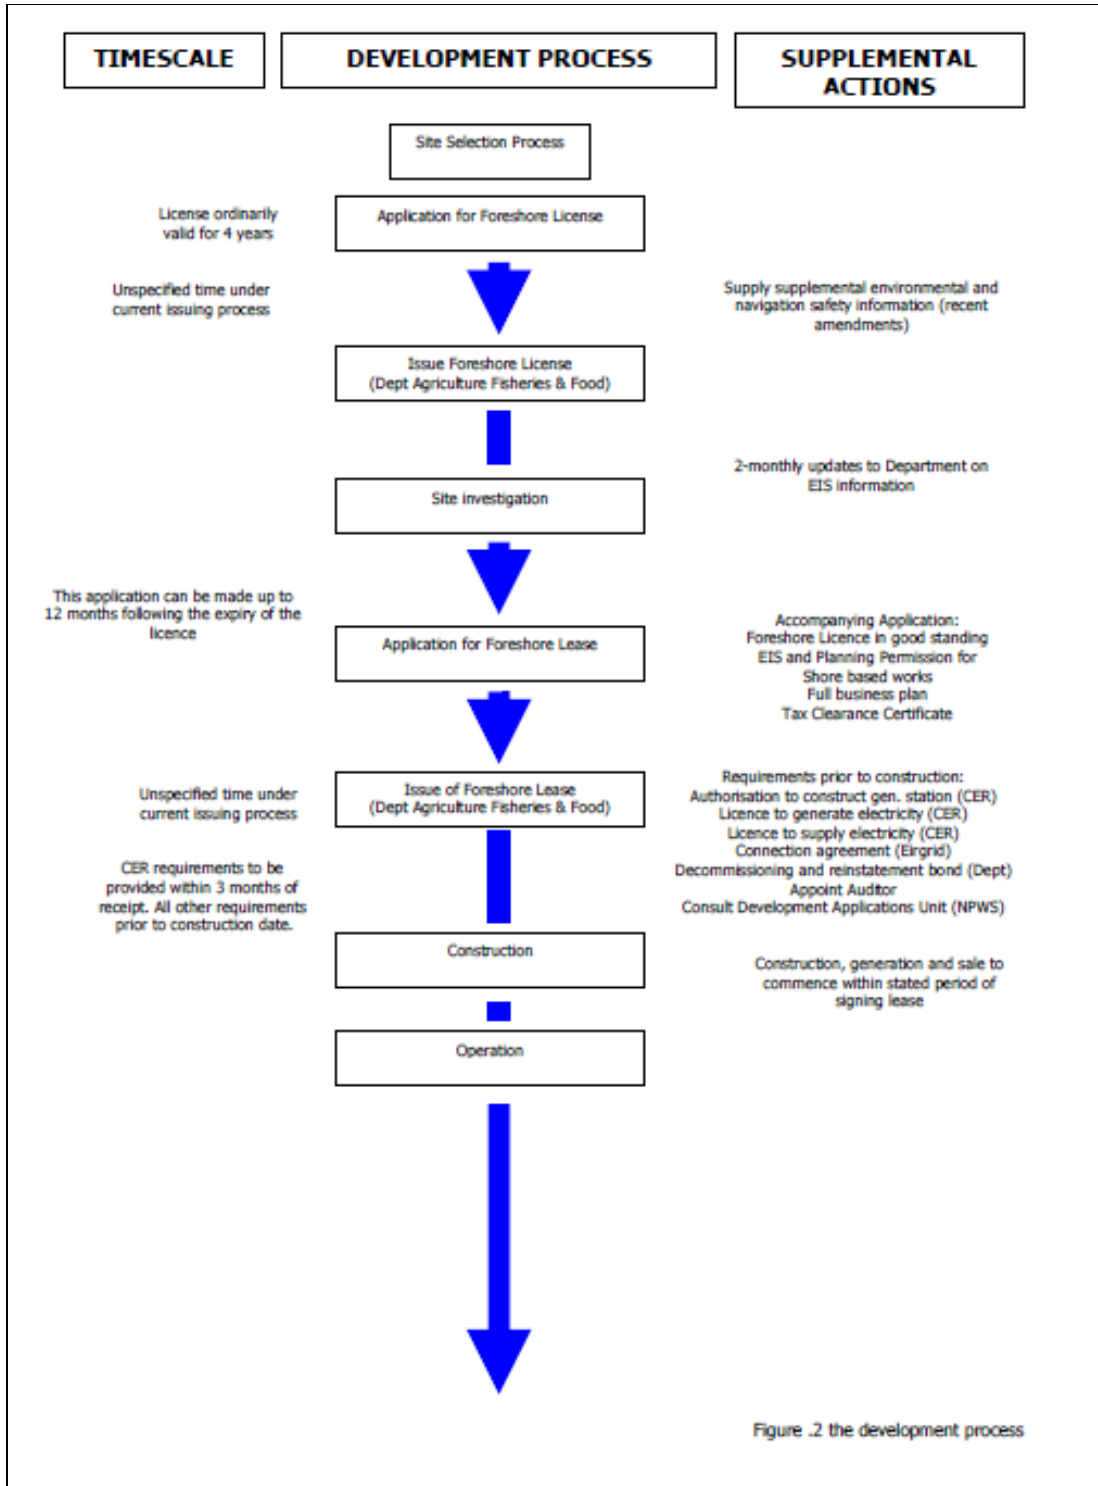 TIMESCALE
DEVELOPMENT PROCESS
SUPPLEMENTAL
ACTIONS
Site Selection Process
License ordinarily
valid for 4 years
Application for Foreshore License
Unspecified time under
current issuing process
Supply supplemental environmental and
navigation safety information (recent
amendments)
Issue Foreshore License
(Dept Agriculture Fisheries & Food)
2-monthly updates to Department on
EIS information
Site investigation
This application can be made up to
12 months following the expiry of the
licence
Application for Foreshore Lease
Accompanying Application:
Foreshore Licence in good standing
EIS and Planning Permission for
Shore based works
Full business plan
Tax Clearance Certificate
Unspecified time under
current issuing process
Issue of Foreshore Lease
(Dept Agriculture Fisheries & Food)
Requirements prior to construction:
Authorisation to construct gen. station (CER)
Licence to generate electricity (CER)
Licence to supply electricity (CER)
Connection agreement (Eirgrid)
Decommissioning and reinstatement bond (Dept)
Appoint Auditor
Consult Development Applications Unit (NPWS)
CER requirements to be
provided within 3 months of
receipt. All other requirements
prior to construction date.
Construction
Construction, generation and sale to
commence within stated period of
signing lease
Operation
Figure .2 the development process